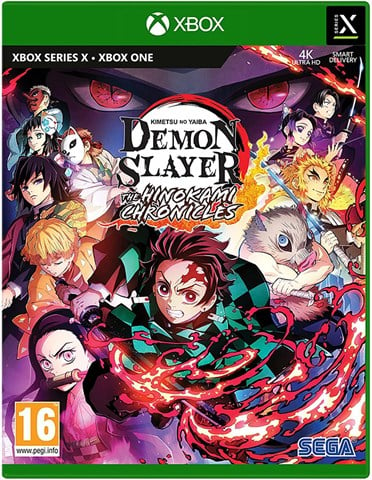 XBOX
SERIES X
XBOX SERIES X • XBOX ONE
4K
ULTRA HD
SMART
DELIVERY
KIMETSU NO YAIBA
DEMON
SLAYER
THE HINOKAMI
CHRONICLES
16
www.pegi.info
SEGA